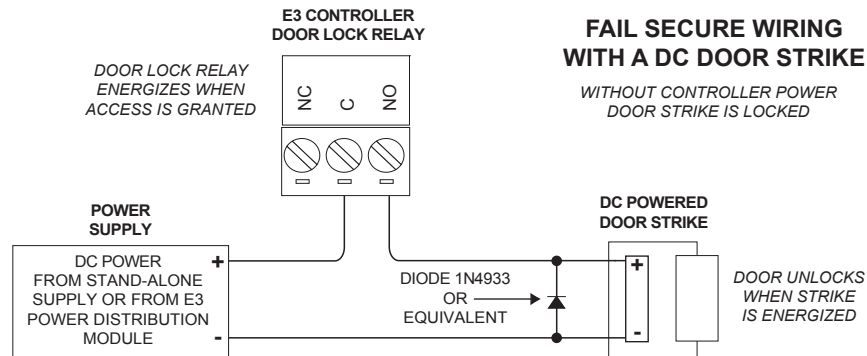 E3 CONTROLLER
DOOR LOCK RELAY
FAIL SECURE WIRING
WITH A DC DOOR STRIKE
WITHOUT CONTROLLER POWER
DOOR STRIKE IS LOCKED
DOOR LOCK RELAY
ENERGIZES WHEN
ACCESS IS GRANTED
NC
C
NO
POWER
SUPPLY
DC POWER
FROM STAND-ALONE
SUPPLY OR FROM E3
POWER DISTRIBUTION
MODULE
+
-
DIODE 1N4933
OR
EQUIVALENT
DC POWERED
DOOR STRIKE
+
-
DOOR UNLOCKS
WHEN STRIKE
IS ENERGIZED